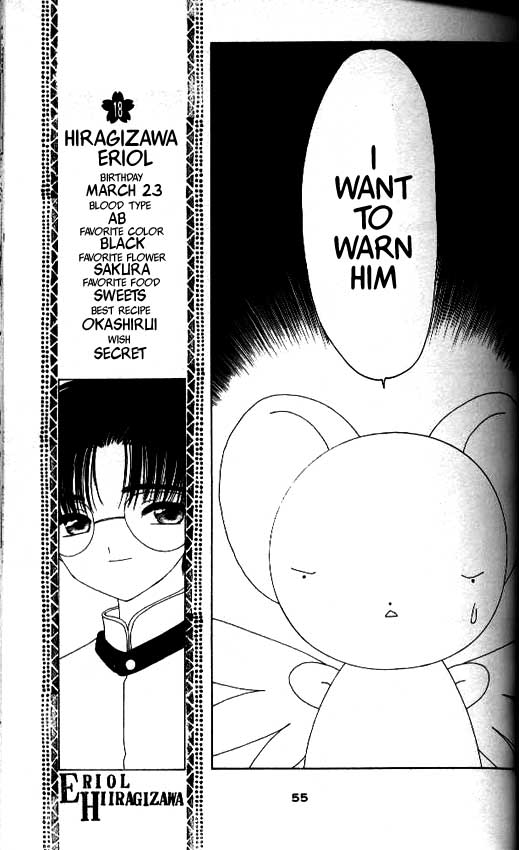 18
HIRAGIZAWA
ERIOL
BIRTHDAY
MARCH 23
BLOOD TYPE
AB
FAVORITE COLOR
BLACK
FAVORITE FLOWER
SAKURA
FAVORITE FOOD
SWEETS
BEST RECIPE
OKASHIRUI
WISH
SECRET
ERIOL
HIIRAGIZAWA
I
WANT
TO
WARN
HIM
55